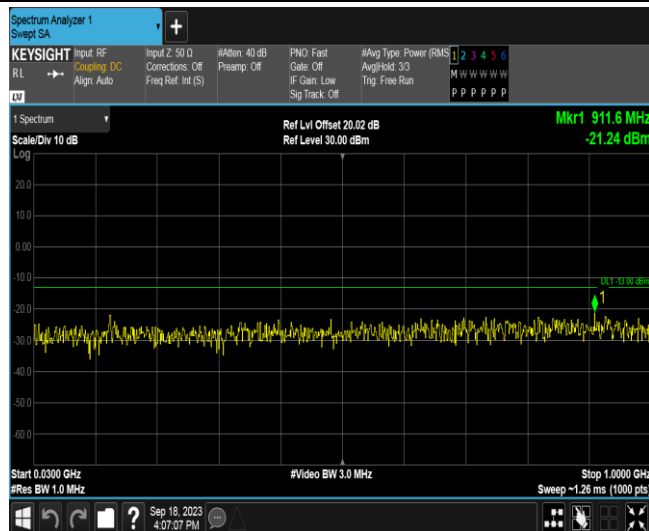 Spectrum Analyzer 1
Swept SA
+
KEYSIGHT
RL
Input: RF
Coupling: DC
Align: Auto
Input Z: 50 Ω
Corrections: Off
Freq Ref: Int (S)
#Atten: 40 dB
Preamp: Off
PNO: Fast
Gate: Off
IF Gain: Low
Sig Track: Off
#Avg Type: Power (RMS
Avg|Hold: 3/3
Trig: Free Run
1 2 3 4 5 6
M W W W W W
P P P P P P
1 Spectrum
Scale/Div 10 dB
Ref Lvl Offset 20.02 dB
Ref Level 30.00 dBm
Mkr1 911.6 MHz
-21.24 dBm
Log
20.0
10.0
0.00
-10.0
DL1 -13.00 dBm
1
-20.0
-30.0
-40.0
-50.0
-60.0
Start 0.0300 GHz
#Video BW 3.0 MHz
Stop 1.0000 GHz
#Res BW 1.0 MHz
Sweep ~1.26 ms (1000 pts)
?
Sep 18, 2023
4:07:07 PM